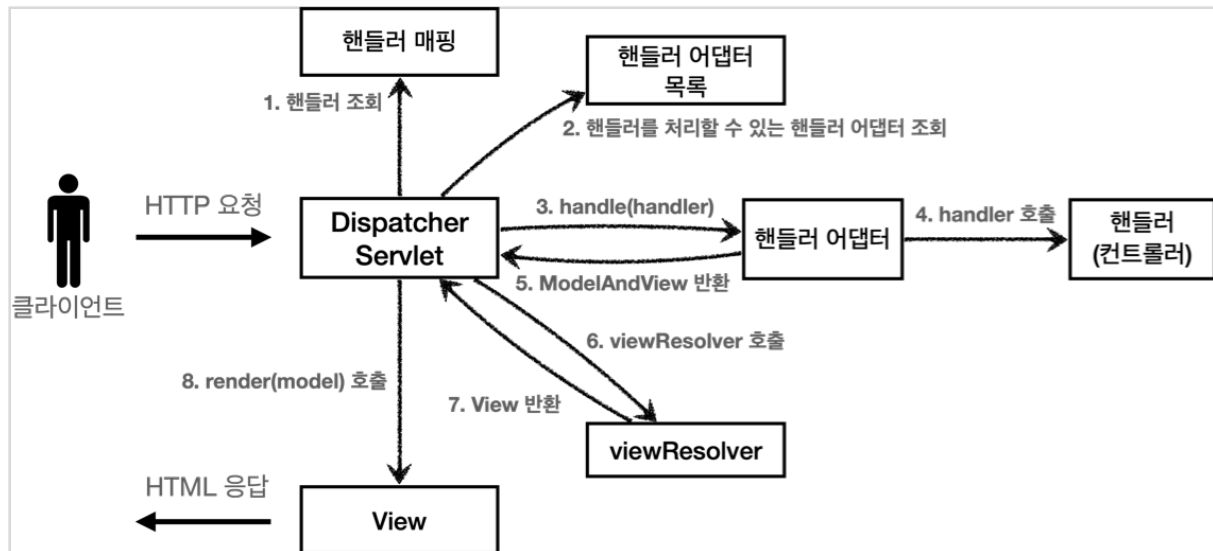 핸들러 매핑
핸들러 어댑터
목록
1. 핸들러 조회
2. 핸들러를 처리할 수 있는 핸들러 어댑터 조회
HTTP 요청
Dispatcher
Servlet
3. handle(handler)
핸들러 어댑터
4. handler 호출
핸들러
(컨트롤러)
5. ModelAndView 반환
클라이언트
6. viewResolver 호출
8. render(model) 호출
7. View 반환
viewResolver
HTML 응답
View